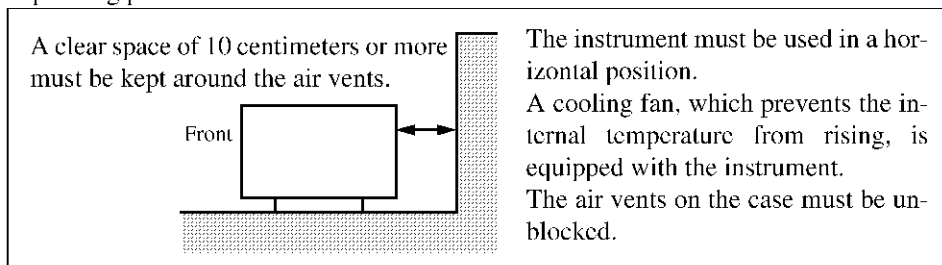 A clear space of 10 centimeters or more
must be kept around the air vents.
Front
The instrument must be used in a hor-
izontal position.
A cooling fan, which prevents the in-
ternal temperature from rising, is
equipped with the instrument.
The air vents on the case must be un-
blocked.